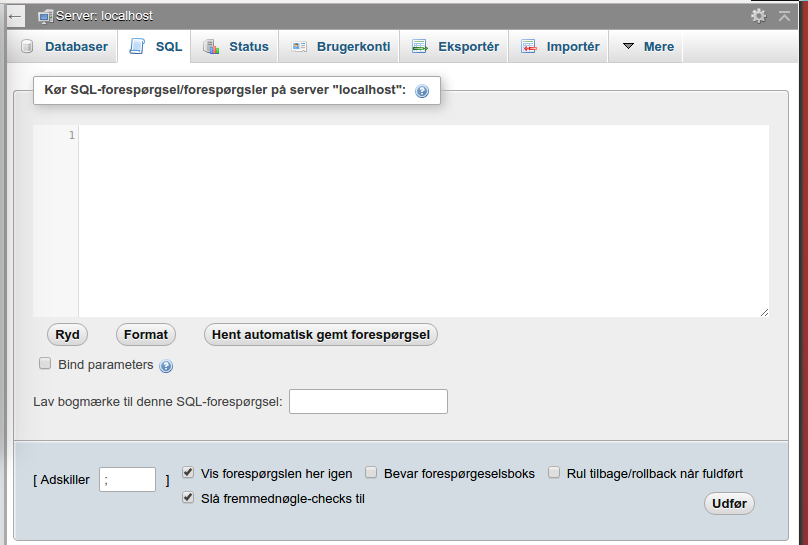 Server: localhost
Databaser SQL Status Brugerkonti Eksportér Importér Mere
Kør SQL-forespørgsel/forespørgsler på server "localhost":
1
Ryd Format Hent automatisk gemt forespørgsel
Bind parameters
Lav bogmærke til denne SQL-forespørgsel:
[ Adskiller ; ] Vis forespørgslen her igen Bevar forespørgeselsboks Rul tilbage/rollback når fuldført
Slå fremmednøgle-checks til
Udfør